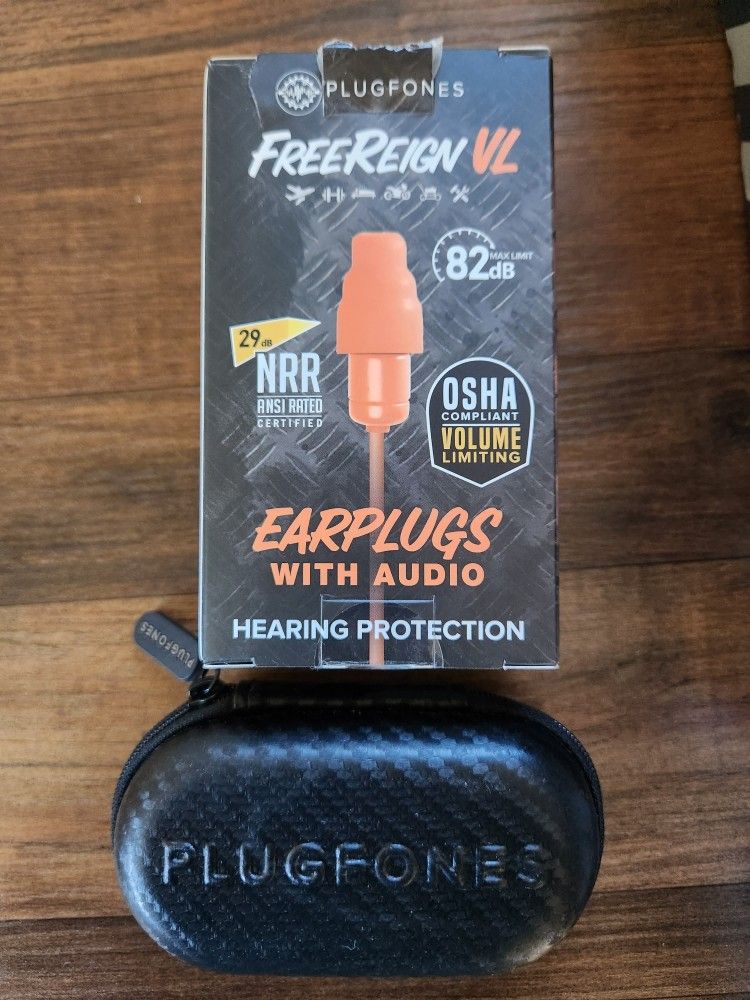 PLUGFONES
FREEREIGN VL
82dB MAX LIMIT
29dB
NRR
ANSI RATED
CERTIFIED
OSHA
COMPLIANT
VOLUME
LIMITING
EARPLUGS
WITH AUDIO
HEARING PROTECTION
PLUGFONES
PLUGFONES